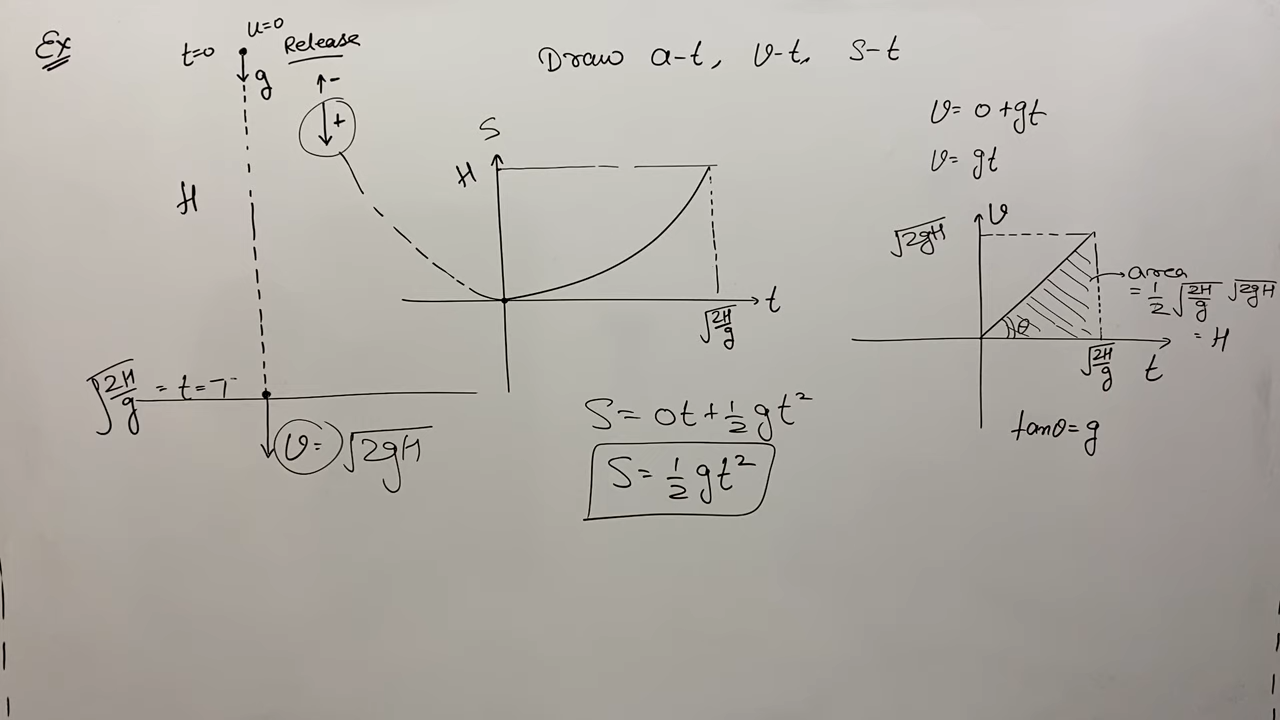 Ex
t=0
u=0
Release
g
↑-
↓+
H
√(2H/g) = t = T
v= √2gH
Draw a-t, v-t, s-t
S
H
t
√(2H/g)
S = 0t + ½gt²
S = ½gt²
v = 0 + gt
v = gt
v
√2gH
θ
→ area
= ½ √(2H/g) √2gH
= H
√(2H/g)
t
tanθ = g